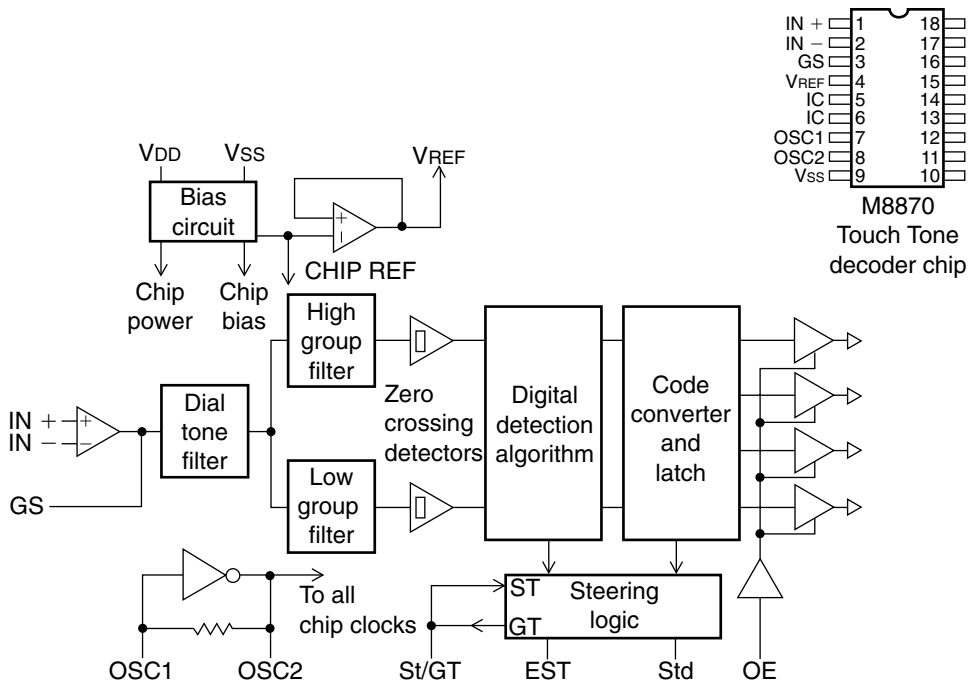 IN + 1 18
IN − 2 17
GS 3 16
VREF 4 15
IC 5 14
IC 6 13
OSC1 7 12
OSC2 8 11
VSS 9 10
M8870
Touch Tone
decoder chip
VDD VSS
VREF
Bias
circuit
+
−
CHIP REF
Chip
power
Chip
bias
High
group
filter
Zero
crossing
detectors
Digital
detection
algorithm
Code
converter
and
latch
IN + +
IN − −
Dial
tone
filter
GS
Low
group
filter
To all
chip clocks
ST
GT
Steering
logic
OSC1 OSC2 St/GT EST Std OE